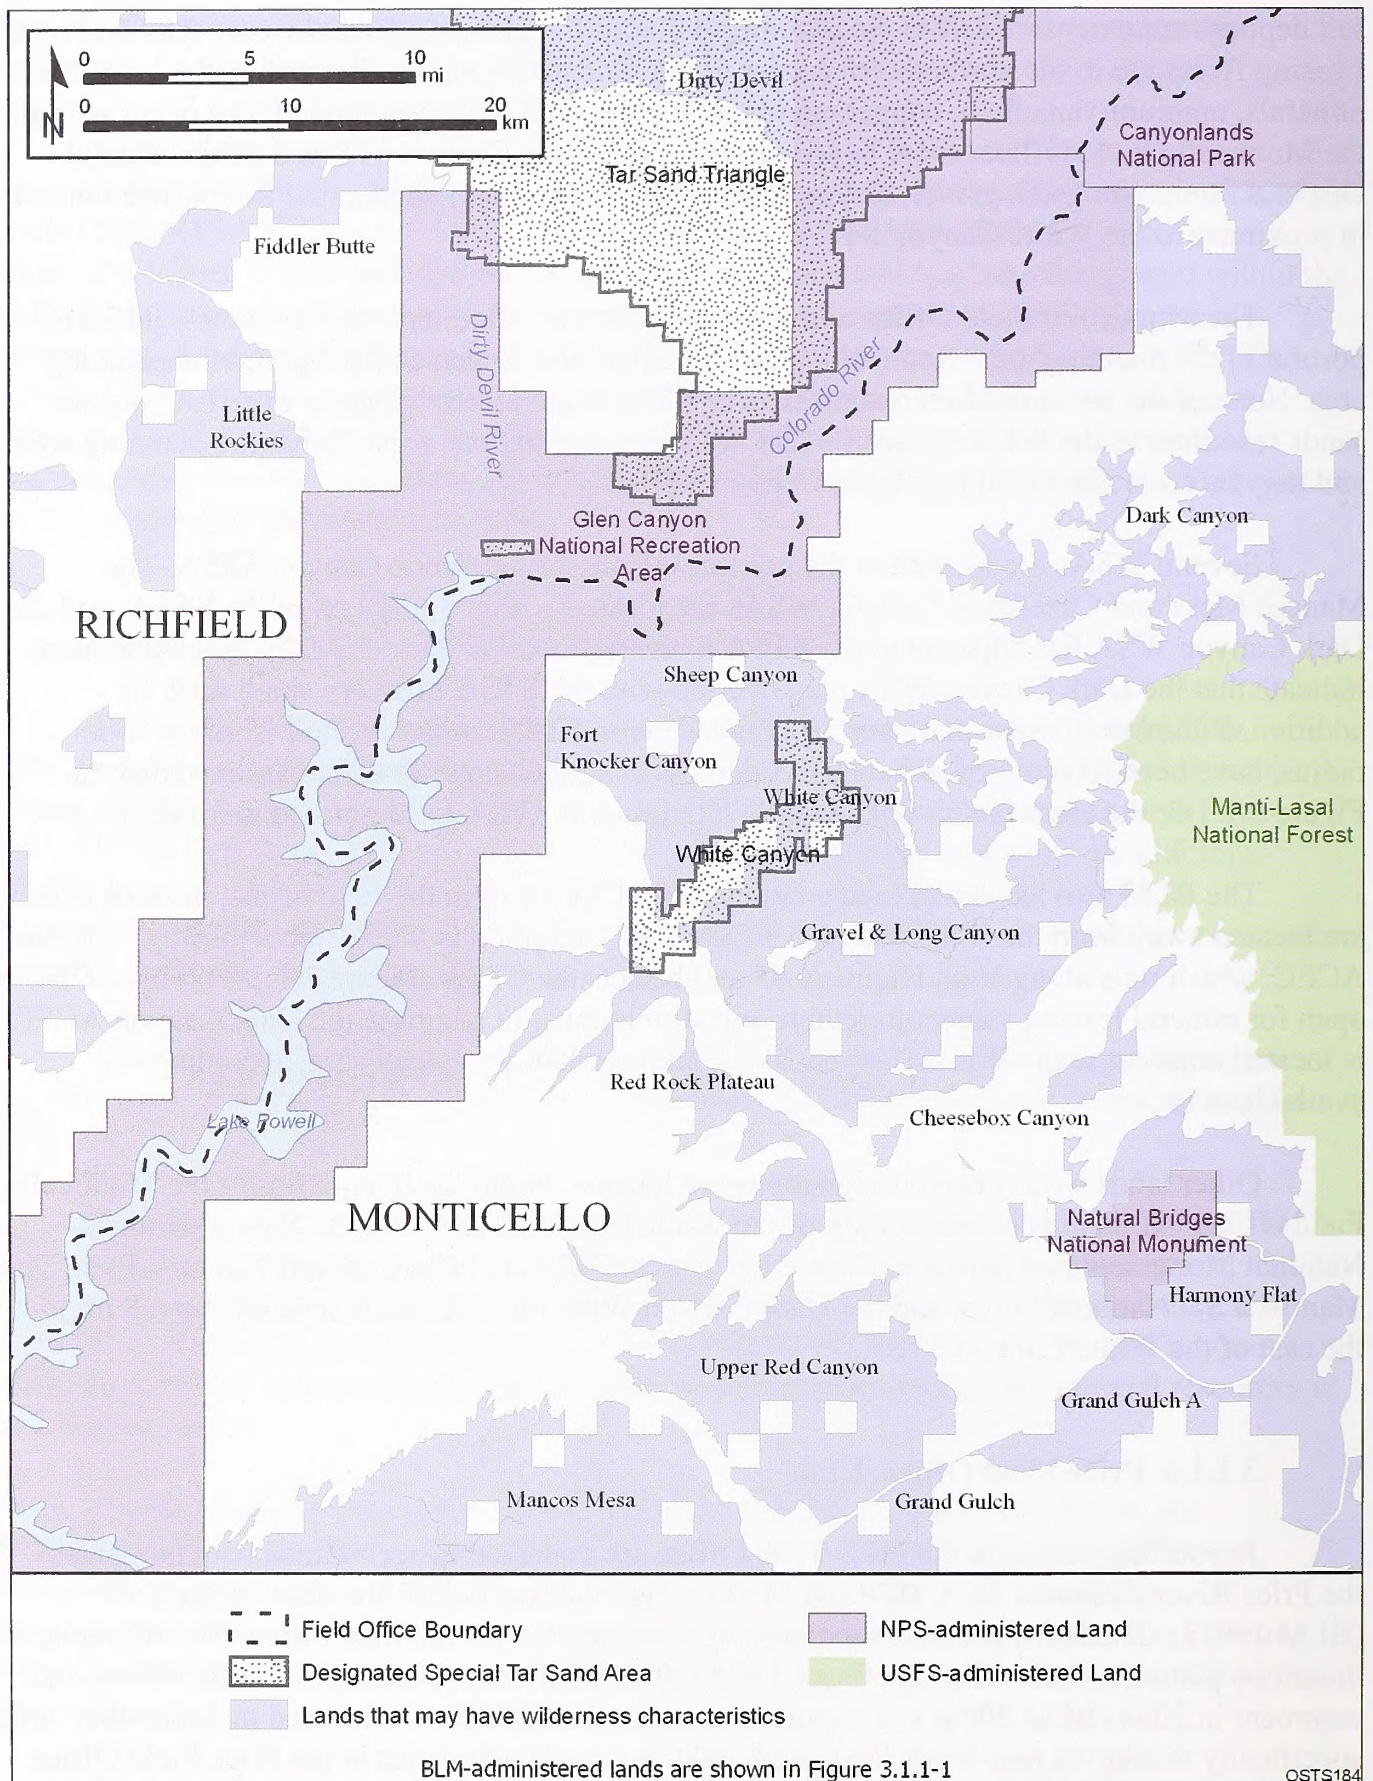 0 5 10
mi
0 10 20
km
N
Dirty Devil
Canyonlands
National Park
Tar Sand Triangle
Fiddler Butte
Dirty Devil River
Colorado River
Little
Rockies
Dark Canyon
Glen Canyon
National Recreation
Area
RICHFIELD
Sheep Canyon
Fort
Knocker Canyon
White Canyon
Manti-Lasal
National Forest
White Canyon
Gravel & Long Canyon
Red Rock Plateau
Cheesebox Canyon
Lake Powell
MONTICELLO
Natural Bridges
National Monument
Harmony Flat
Upper Red Canyon
Grand Gulch A
Mancos Mesa
Grand Gulch
Field Office Boundary
NPS-administered Land
Designated Special Tar Sand Area
USFS-administered Land
Lands that may have wilderness characteristics
BLM-administered lands are shown in Figure 3.1.1-1
OSTS184